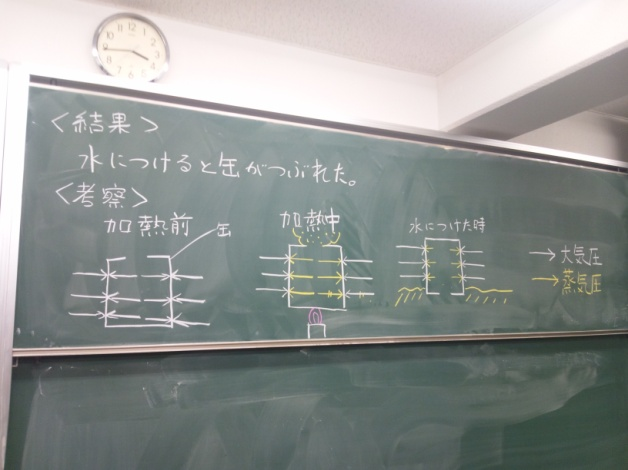 <結果>
水につけると缶がつぶれた。
<考察>
加熱前
缶
加熱中
水につけた時
→大気圧
→蒸気圧